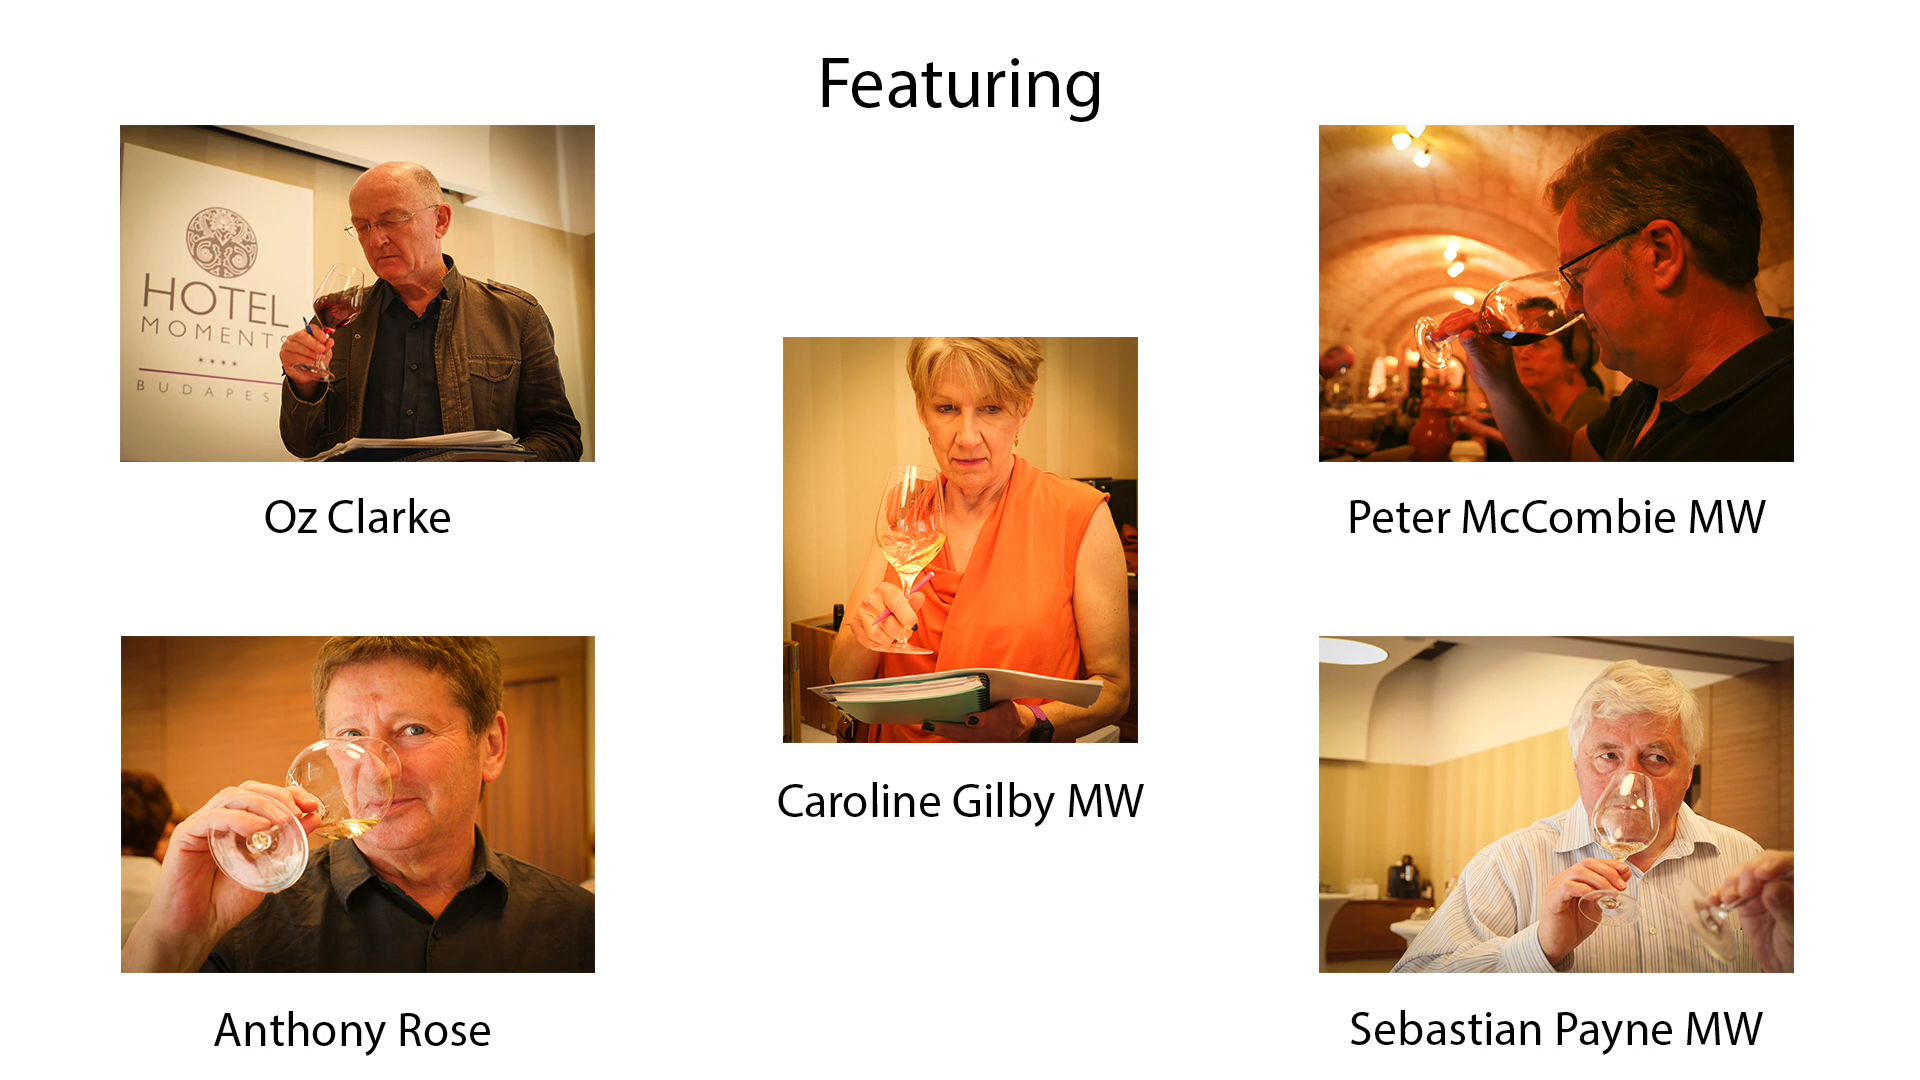 Featuring
HOTEL
MOMENTS
****
BUDAPES
Oz Clarke
Peter McCombie MW
Caroline Gilby MW
Anthony Rose
Sebastian Payne MW